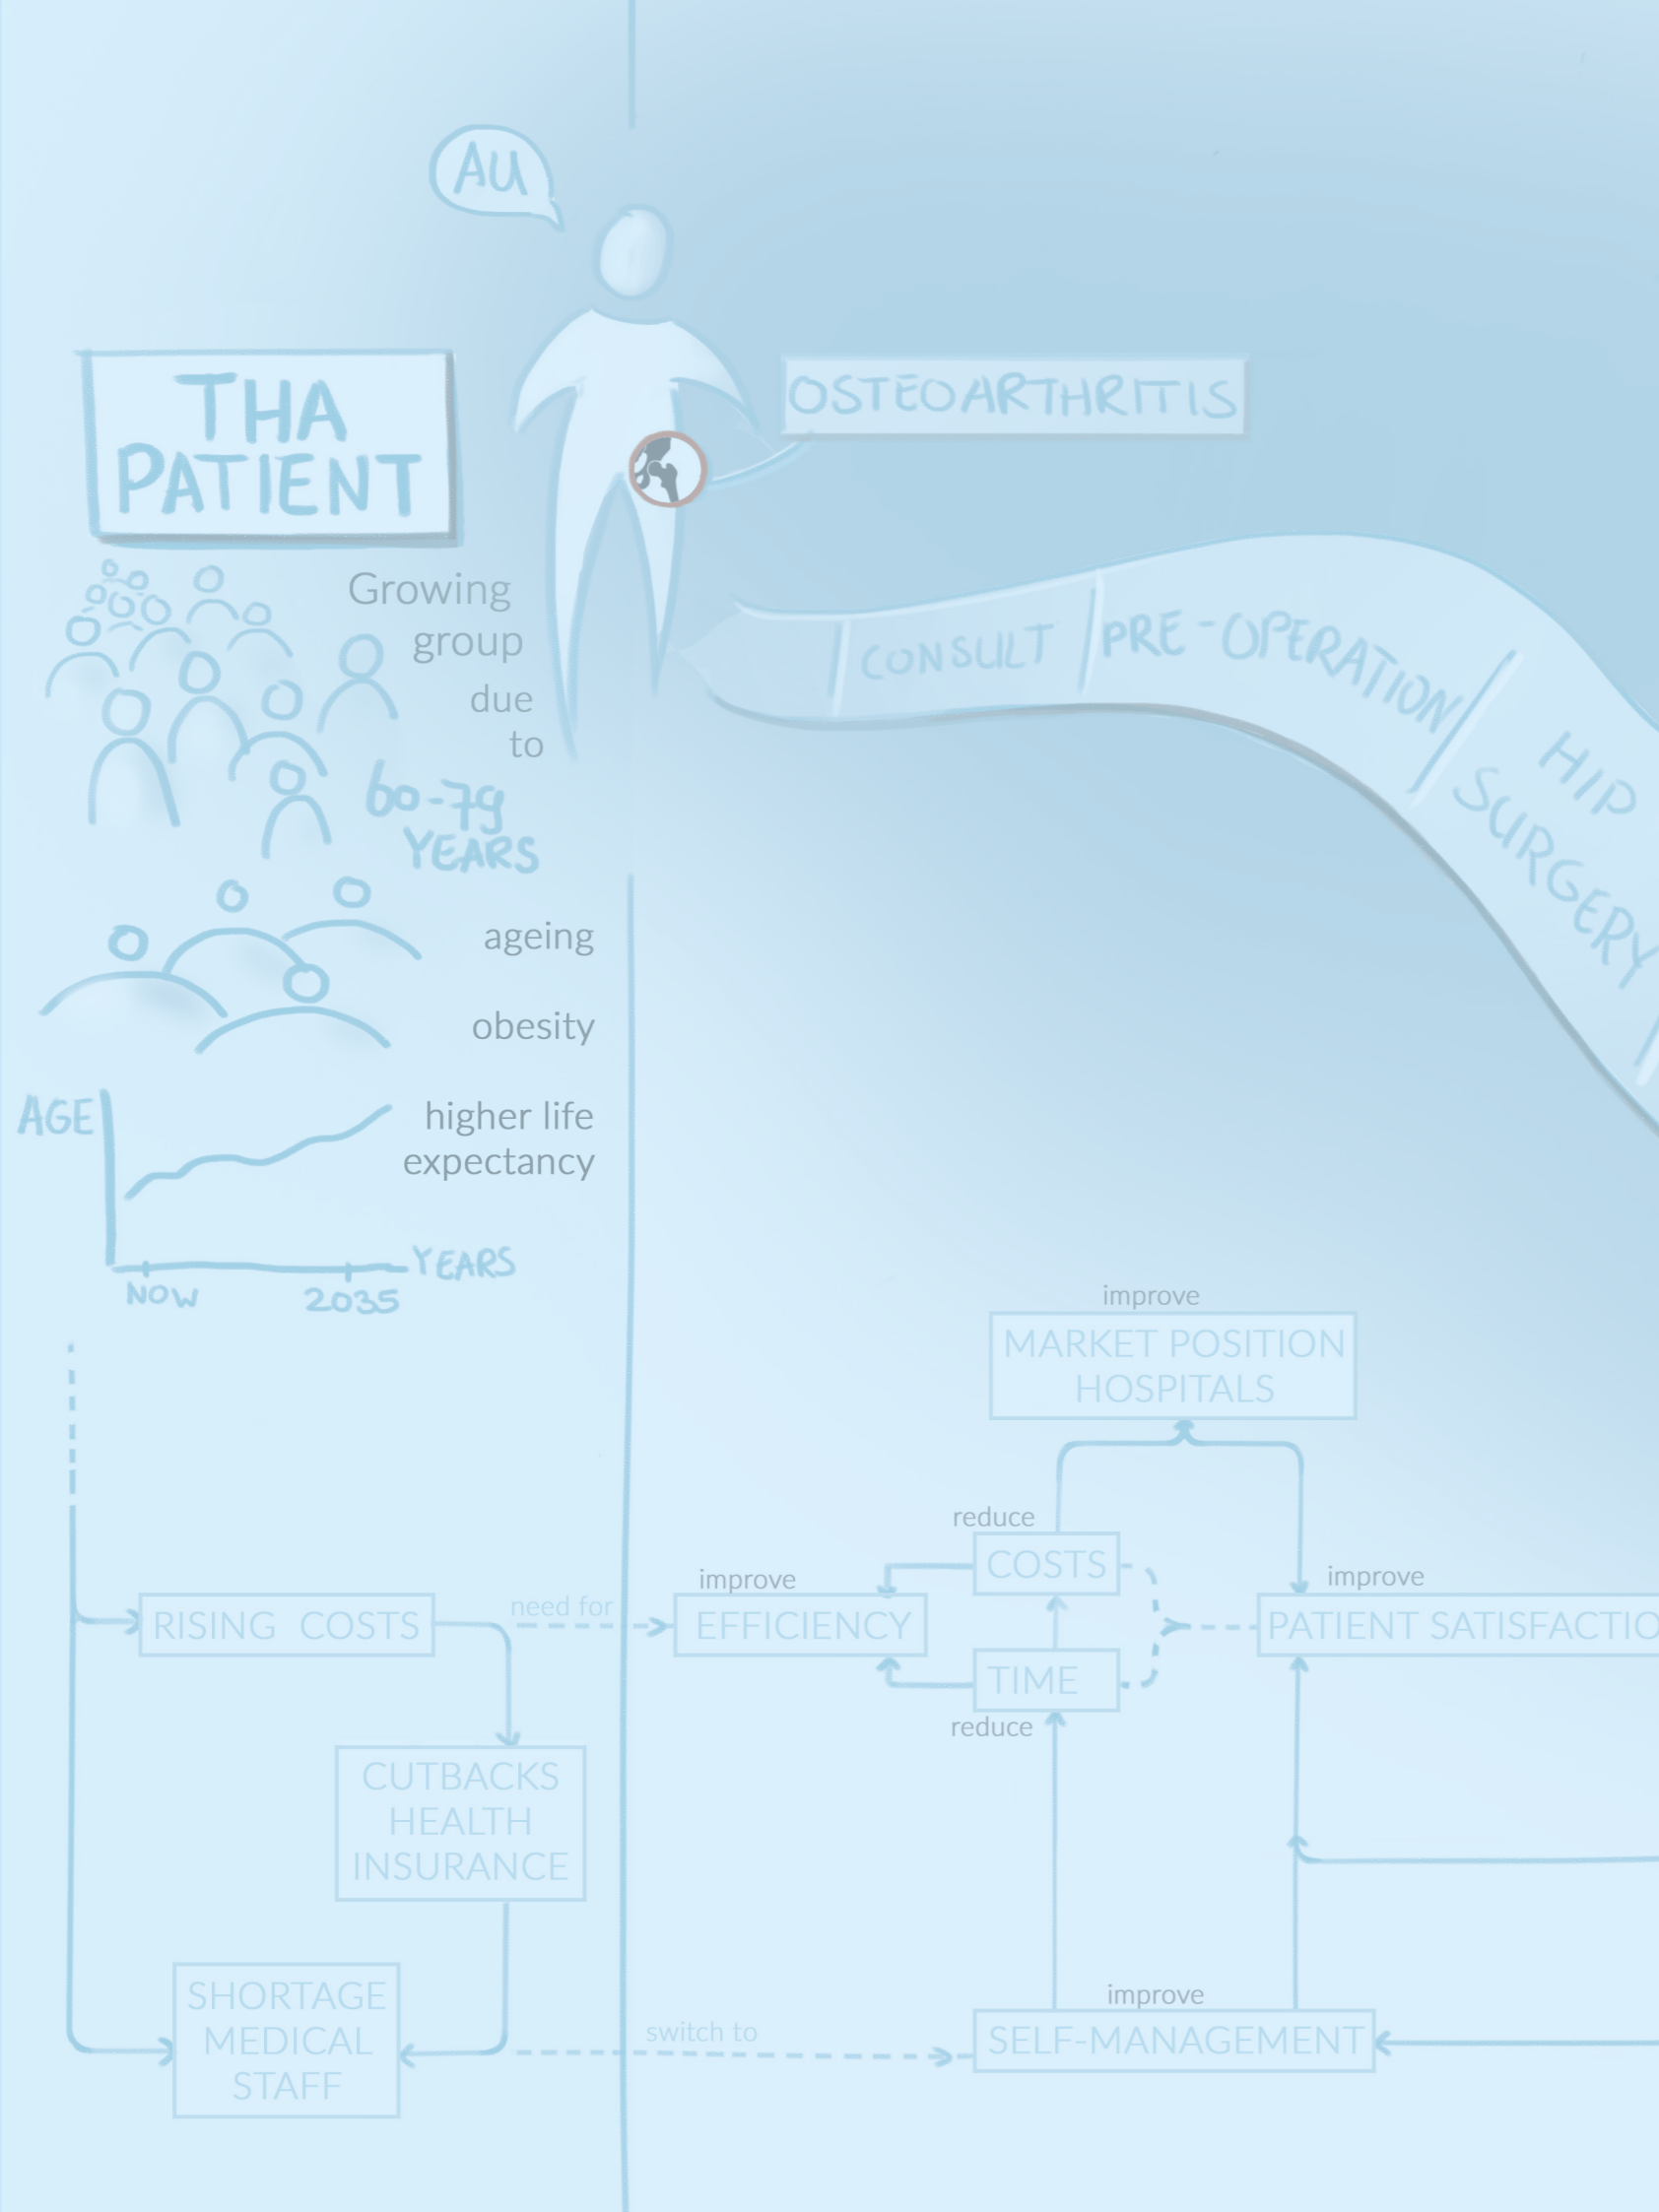 AU
THA
PATIENT
OSTEOARTHRITIS
Growing
group
due
to
60-79
YEARS
ageing
obesity
higher life
expectancy
AGE
YEARS
NOW
2035
CONSULT
PRE-OPERATION
HIP
SURGERY
improve
MARKET POSITION
HOSPITALS
reduce
COSTS
improve
EFFICIENCY
TIME
reduce
improve
PATIENT SATISFACTIO
RISING COSTS
need for
CUTBACKS
HEALTH
INSURANCE
SHORTAGE
MEDICAL
STAFF
switch to
improve
SELF-MANAGEMENT